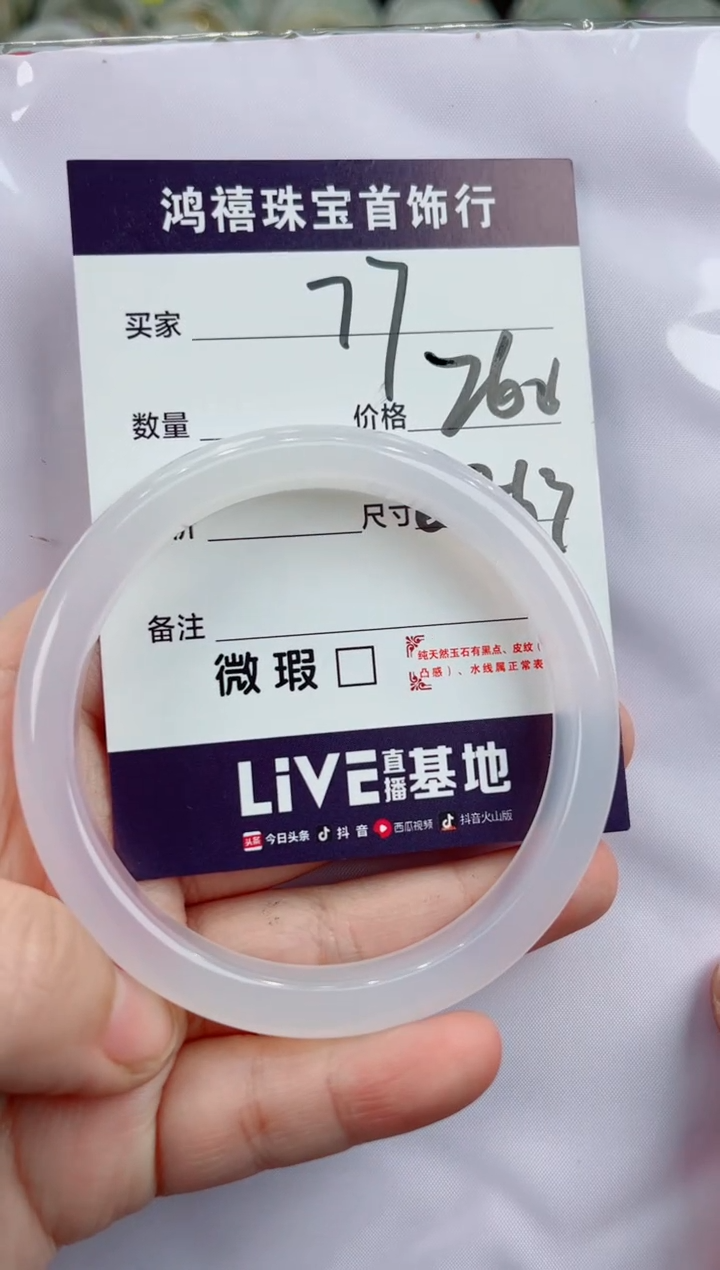 鸿禧珠宝首饰行
买家 77
数量 价格
尺寸
备注
微瑕
纯天然玉石有黑点、皮纹（
凸感）、水线属正常表
LiVE直播基地
头条 今日头条 抖音 西瓜视频 抖音火山版